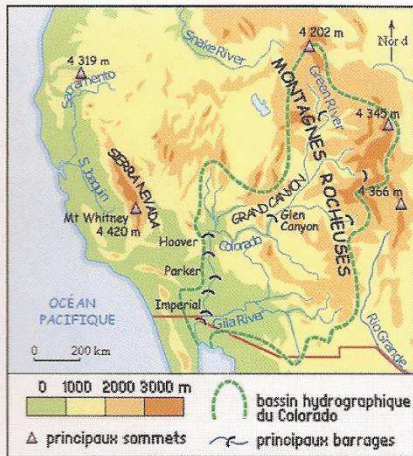 4 202 m
Nord
Snake River
4 319 m
Sacramento
Green River
MONTAGNES ROCHEUSES
4 345 m
S. Joaquin
SIERRA NEVADA
4 366 m
GRAND CANYON
Mt Whitney
4 420 m
Glen
Canyon
Hoover
Colorado
Parker
Imperial
OCÉAN
PACIFIQUE
Gila River
Rio Grande
0 200 km
0 1000 2000 3000 m
bassin hydrographique
du Colorado
principaux sommets
principaux barrages